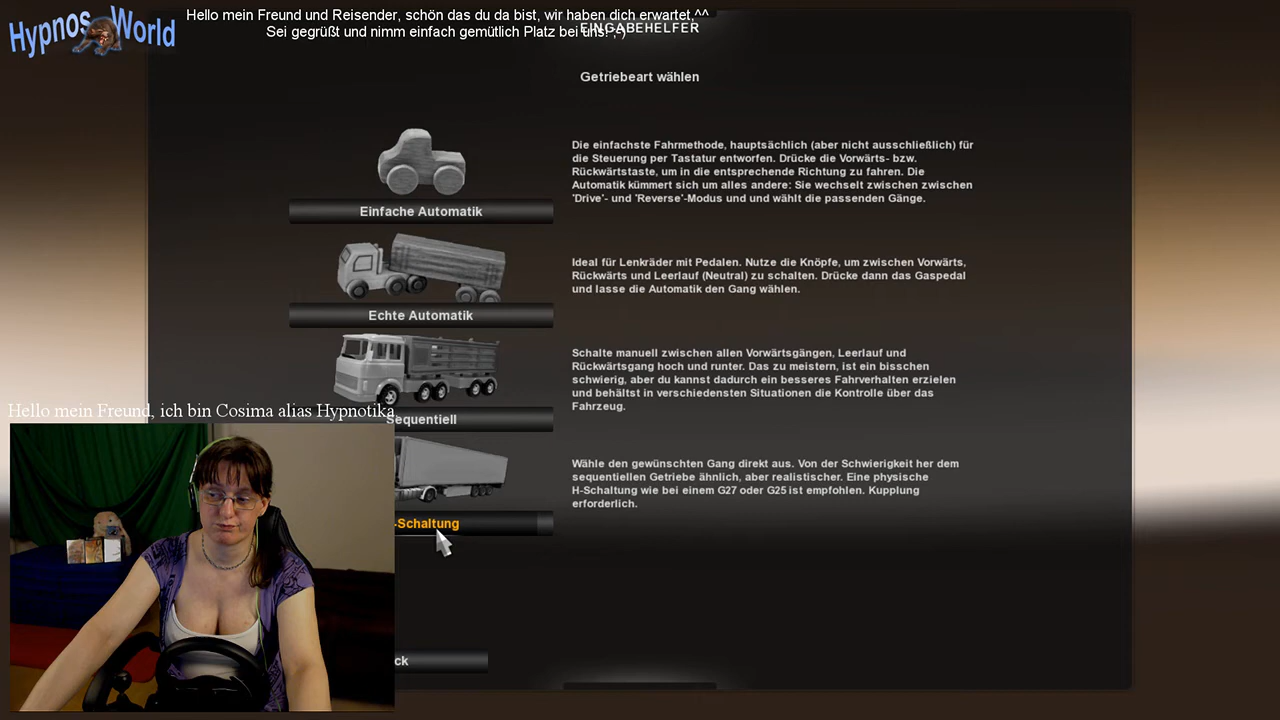 Hypnos World
Hello mein Freund und Reisender, schön das du da bist, wir haben dich erwartet,^^
Sei gegrüßt und nimm einfach gemütlich Platz bei uns! ;-)
EINGABEHELFER
Getriebeart wählen
Die einfachste Fahrmethode, hauptsächlich (aber nicht ausschließlich) für
die Steuerung per Tastatur entworfen. Drücke die Vorwärts- bzw.
Rückwärtstaste, um in die entsprechende Richtung zu fahren. Die
Automatik kümmert sich um alles andere: Sie wechselt zwischen zwischen
'Drive'- und 'Reverse'-Modus und und wählt die passenden Gänge.
Einfache Automatik
Ideal für Lenkräder mit Pedalen. Nutze die Knöpfe, um zwischen Vorwärts,
Rückwärts und Leerlauf (Neutral) zu schalten. Drücke dann das Gaspedal
und lasse die Automatik den Gang wählen.
Echte Automatik
Schalte manuell zwischen allen Vorwärtsgängen, Leerlauf und
Rückwärtsgang hoch und runter. Das zu meistern, ist ein bisschen
schwierig, aber du kannst dadurch ein besseres Fahrverhalten erzielen
und behältst in verschiedensten Situationen die Kontrolle über das
Fahrzeug.
Sequentiell
Hello mein Freund, ich bin Cosima alias Hypnotika
Wähle den gewünschten Gang direkt aus. Von der Schwierigkeit her dem
sequentiellen Getriebe ähnlich, aber realistischer. Eine physische
H-Schaltung wie bei einem G27 oder G25 ist empfohlen. Kupplung
erforderlich.
-Schaltung
ck